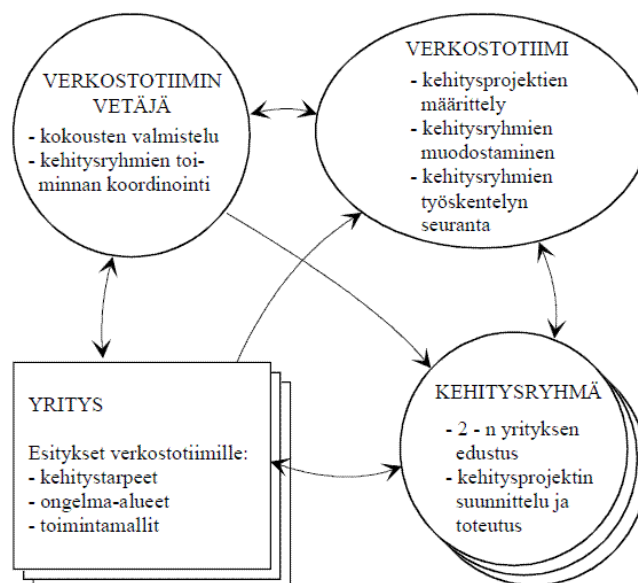 VERKOSTOTIIMIN
VETÄJÄ
- kokousten valmistelu
- kehitysryhmien toi-
minnan koordinointi
VERKOSTOTIIMI
- kehitysprojektien
määrittely
- kehitysryhmien
muodostaminen
- kehitysryhmien
työskentelyn
seuranta
YRITYS
Esitykset verkostotiimille:
- kehitystarpeet
- ongelma-alueet
- toimintamallit
KEHITYSRYHMÄ
- 2 - n yrityksen
edustus
- kehitysprojektin
suunnittelu ja
toteutus